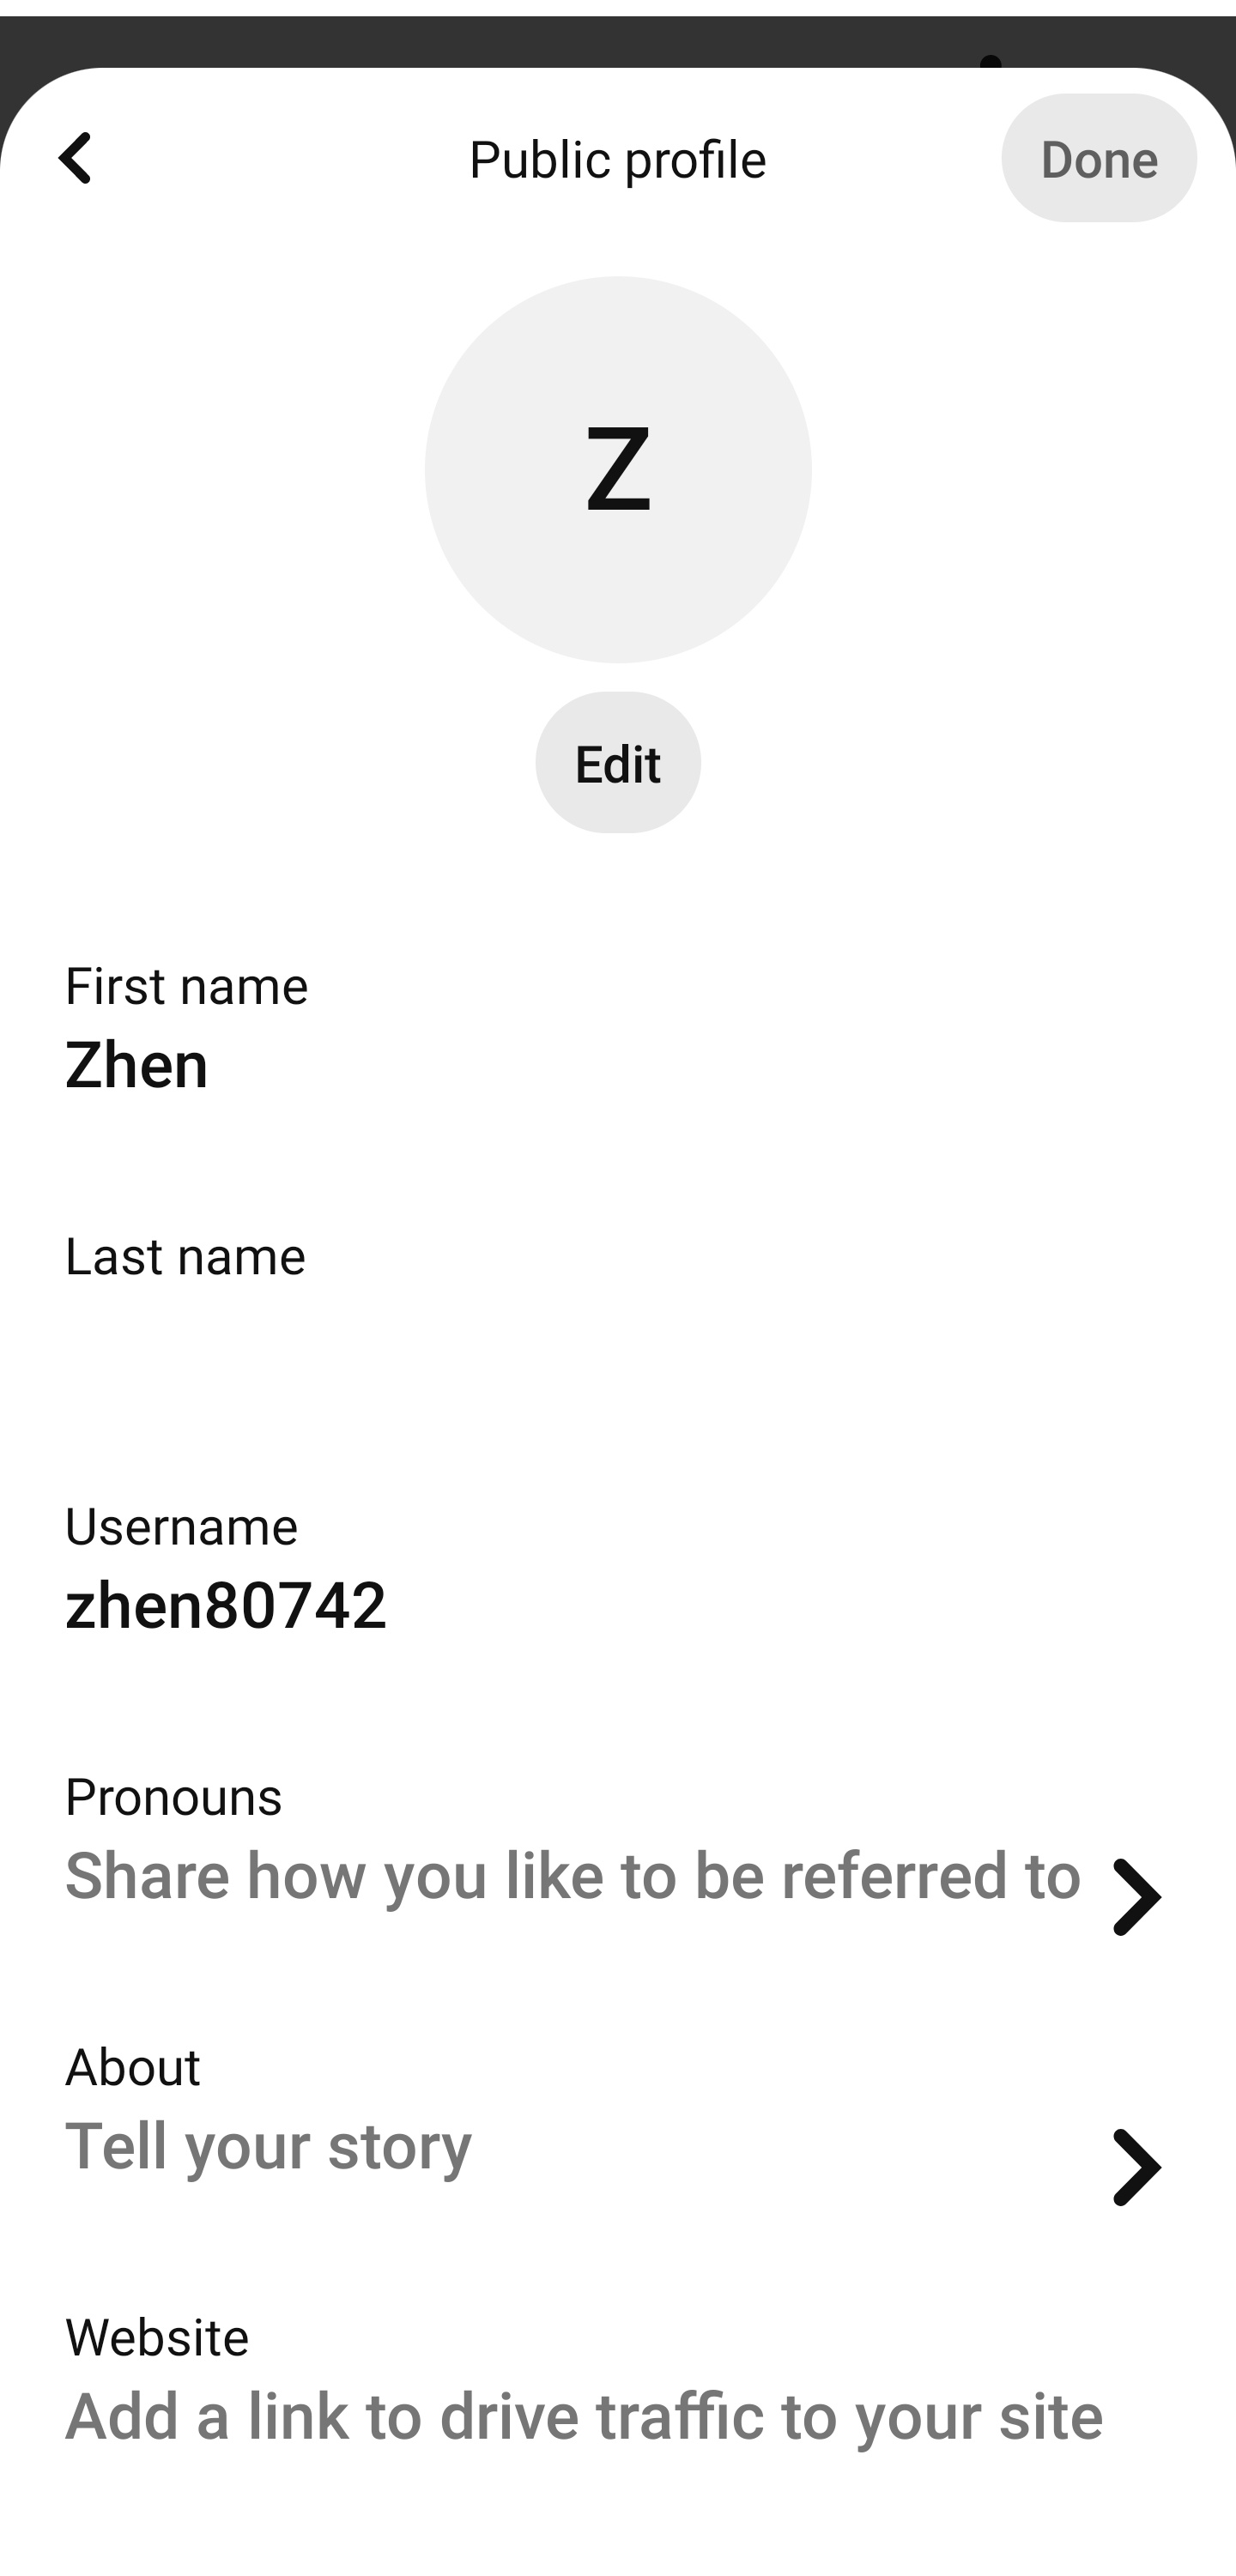 Public profile
Done
Z
Edit
First name
Zhen
Last name
Username
zhen80742
Pronouns
Share how you like to be referred to
About
Tell your story
Website
Add a link to drive traffic to your site